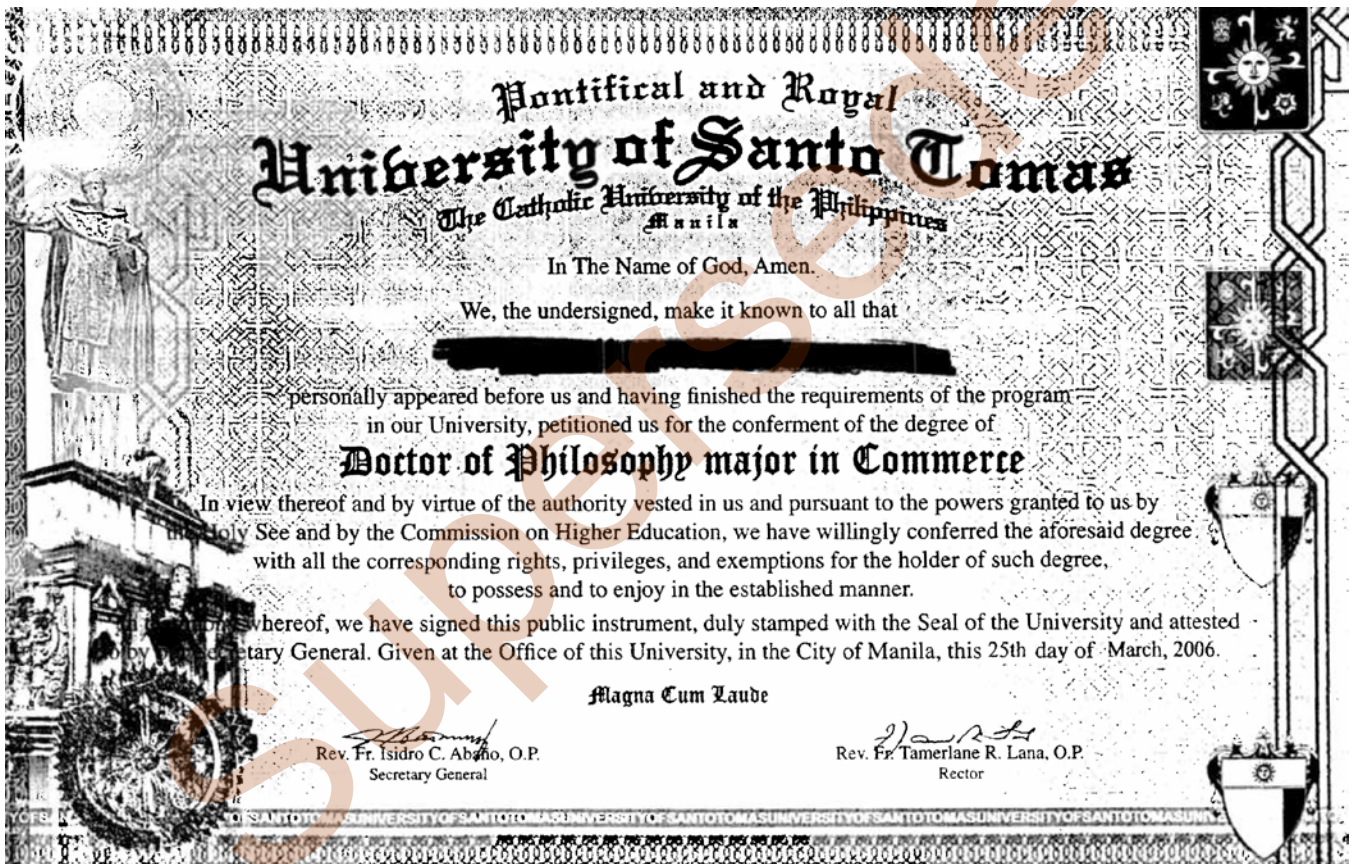 Pontifical and Royal
University of Santo Tomas
The Catholic University of the Philippines
Manila
In The Name of God, Amen.
We, the undersigned, make it known to all that
personally appeared before us and having finished the requirements of the program
in our University, petitioned us for the conferment of the degree of
Doctor of Philosophy major in Commerce
In view thereof and by virtue of the authority vested in us and pursuant to the powers granted to us by
the Holy See and by the Commission on Higher Education, we have willingly conferred the aforesaid degree
with all the corresponding rights, privileges, and exemptions for the holder of such degree,
to possess and to enjoy in the established manner.
whereof, we have signed this public instrument, duly stamped with the Seal of the University and attested
by Secretary General. Given at the Office of this University, in the City of Manila, this 25th day of March, 2006.
Magna Cum Laude
Rev. Fr. Isidro C. Abaño, O.P.
Secretary General
Rev. Fr. Tamerlane R. Lana, O.P.
Rector
OFSANTOTOMASUNIVERSITYOFSANTOTOMASUNIVERSITYOFSANTOTOMASUNIVERSITYOFSANTOTOMASUNIV
Supersede